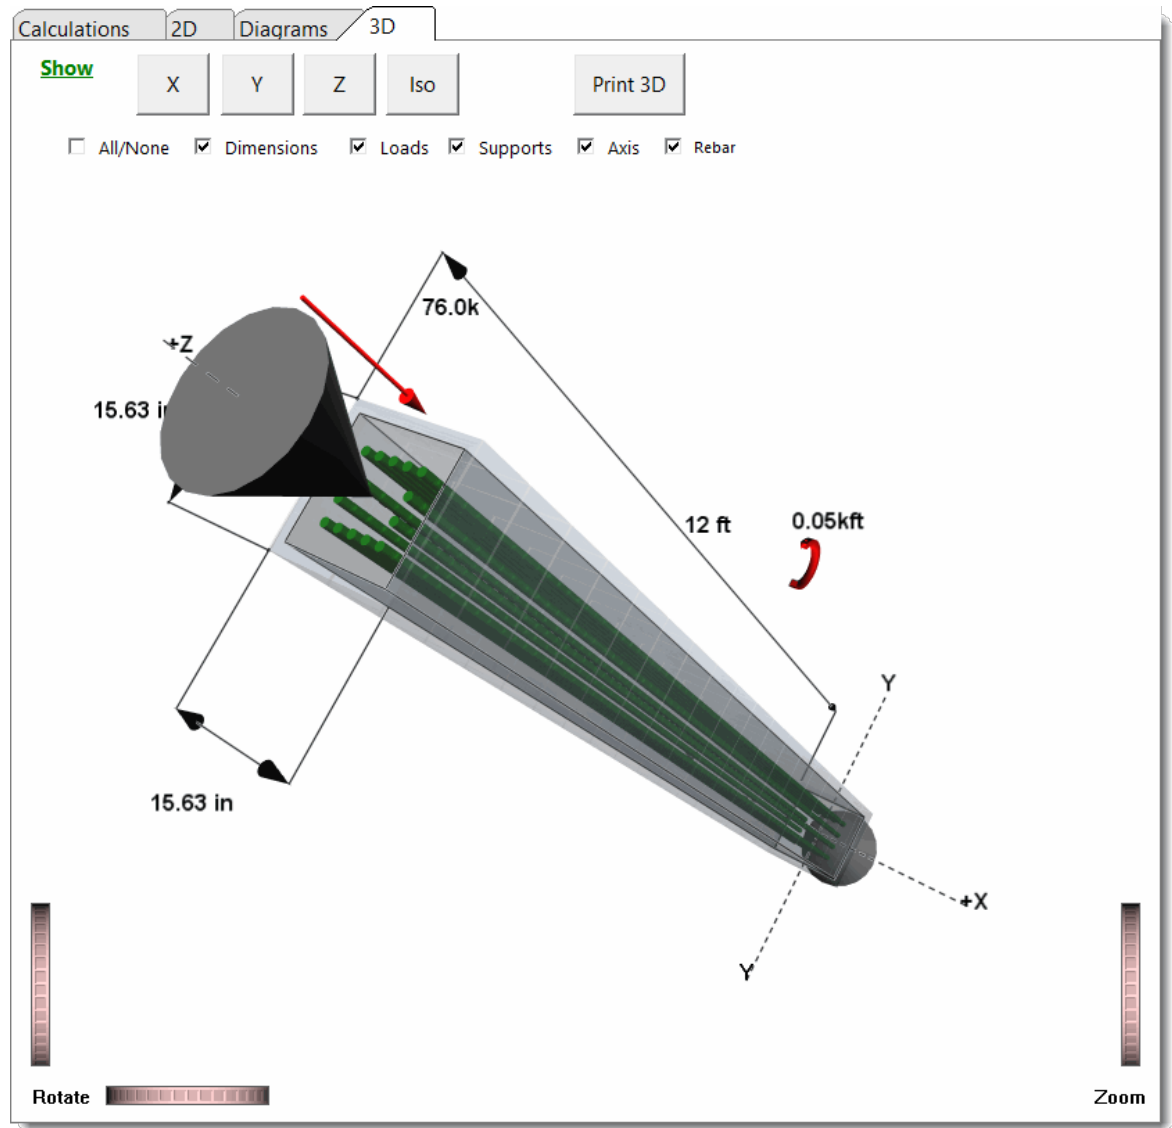 Calculations 2D Diagrams 3D
Show X Y Z Iso Print 3D
All/None Dimensions Loads Supports Axis Rebar
76.0k
+Z
15.63 i
12 ft 0.05kft
Y
15.63 in
+X
Y
Rotate Zoom